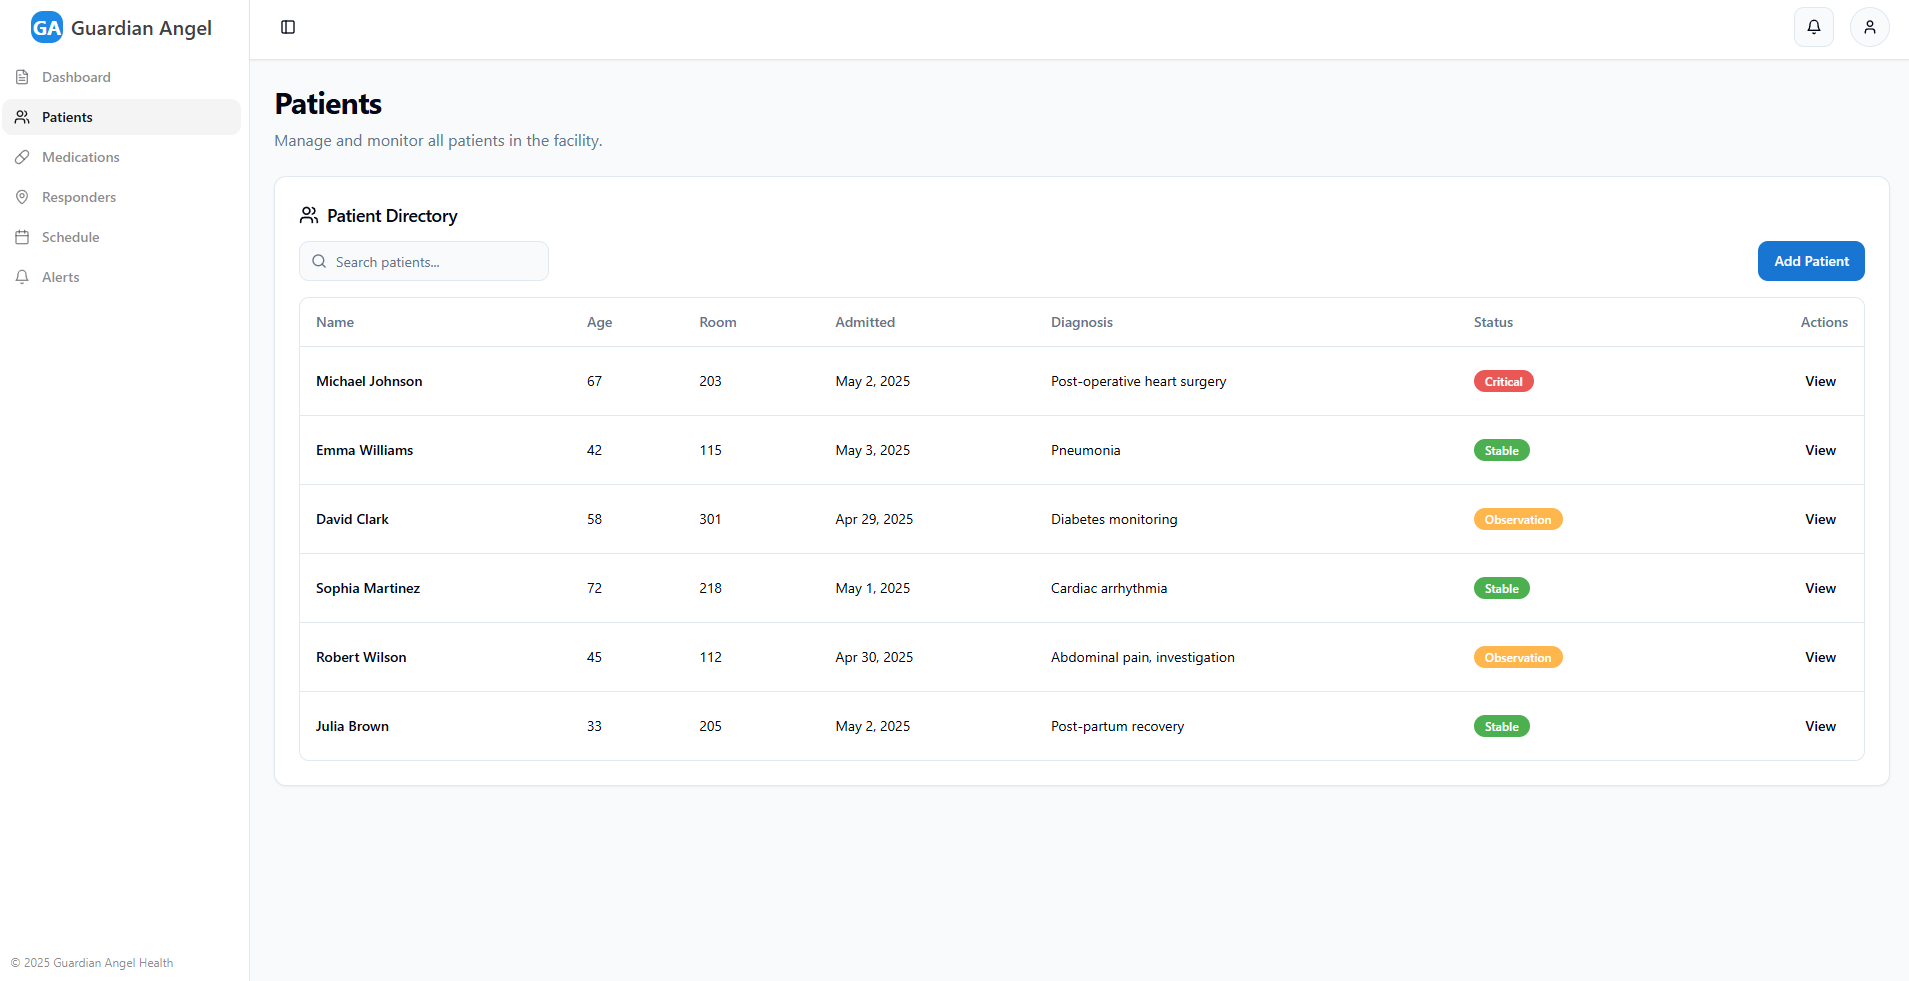 GA Guardian Angel
Dashboard
Patients
Medications
Responders
Schedule
Alerts
© 2025 Guardian Angel Health
Patients
Manage and monitor all patients in the facility.
Patient Directory
Search patients...
Add Patient
Name Age Room Admitted Diagnosis Status Actions
Michael Johnson 67 203 May 2, 2025 Post-operative heart surgery Critical View
Emma Williams 42 115 May 3, 2025 Pneumonia Stable View
David Clark 58 301 Apr 29, 2025 Diabetes monitoring Observation View
Sophia Martinez 72 218 May 1, 2025 Cardiac arrhythmia Stable View
Robert Wilson 45 112 Apr 30, 2025 Abdominal pain, investigation Observation View
Julia Brown 33 205 May 2, 2025 Post-partum recovery Stable View